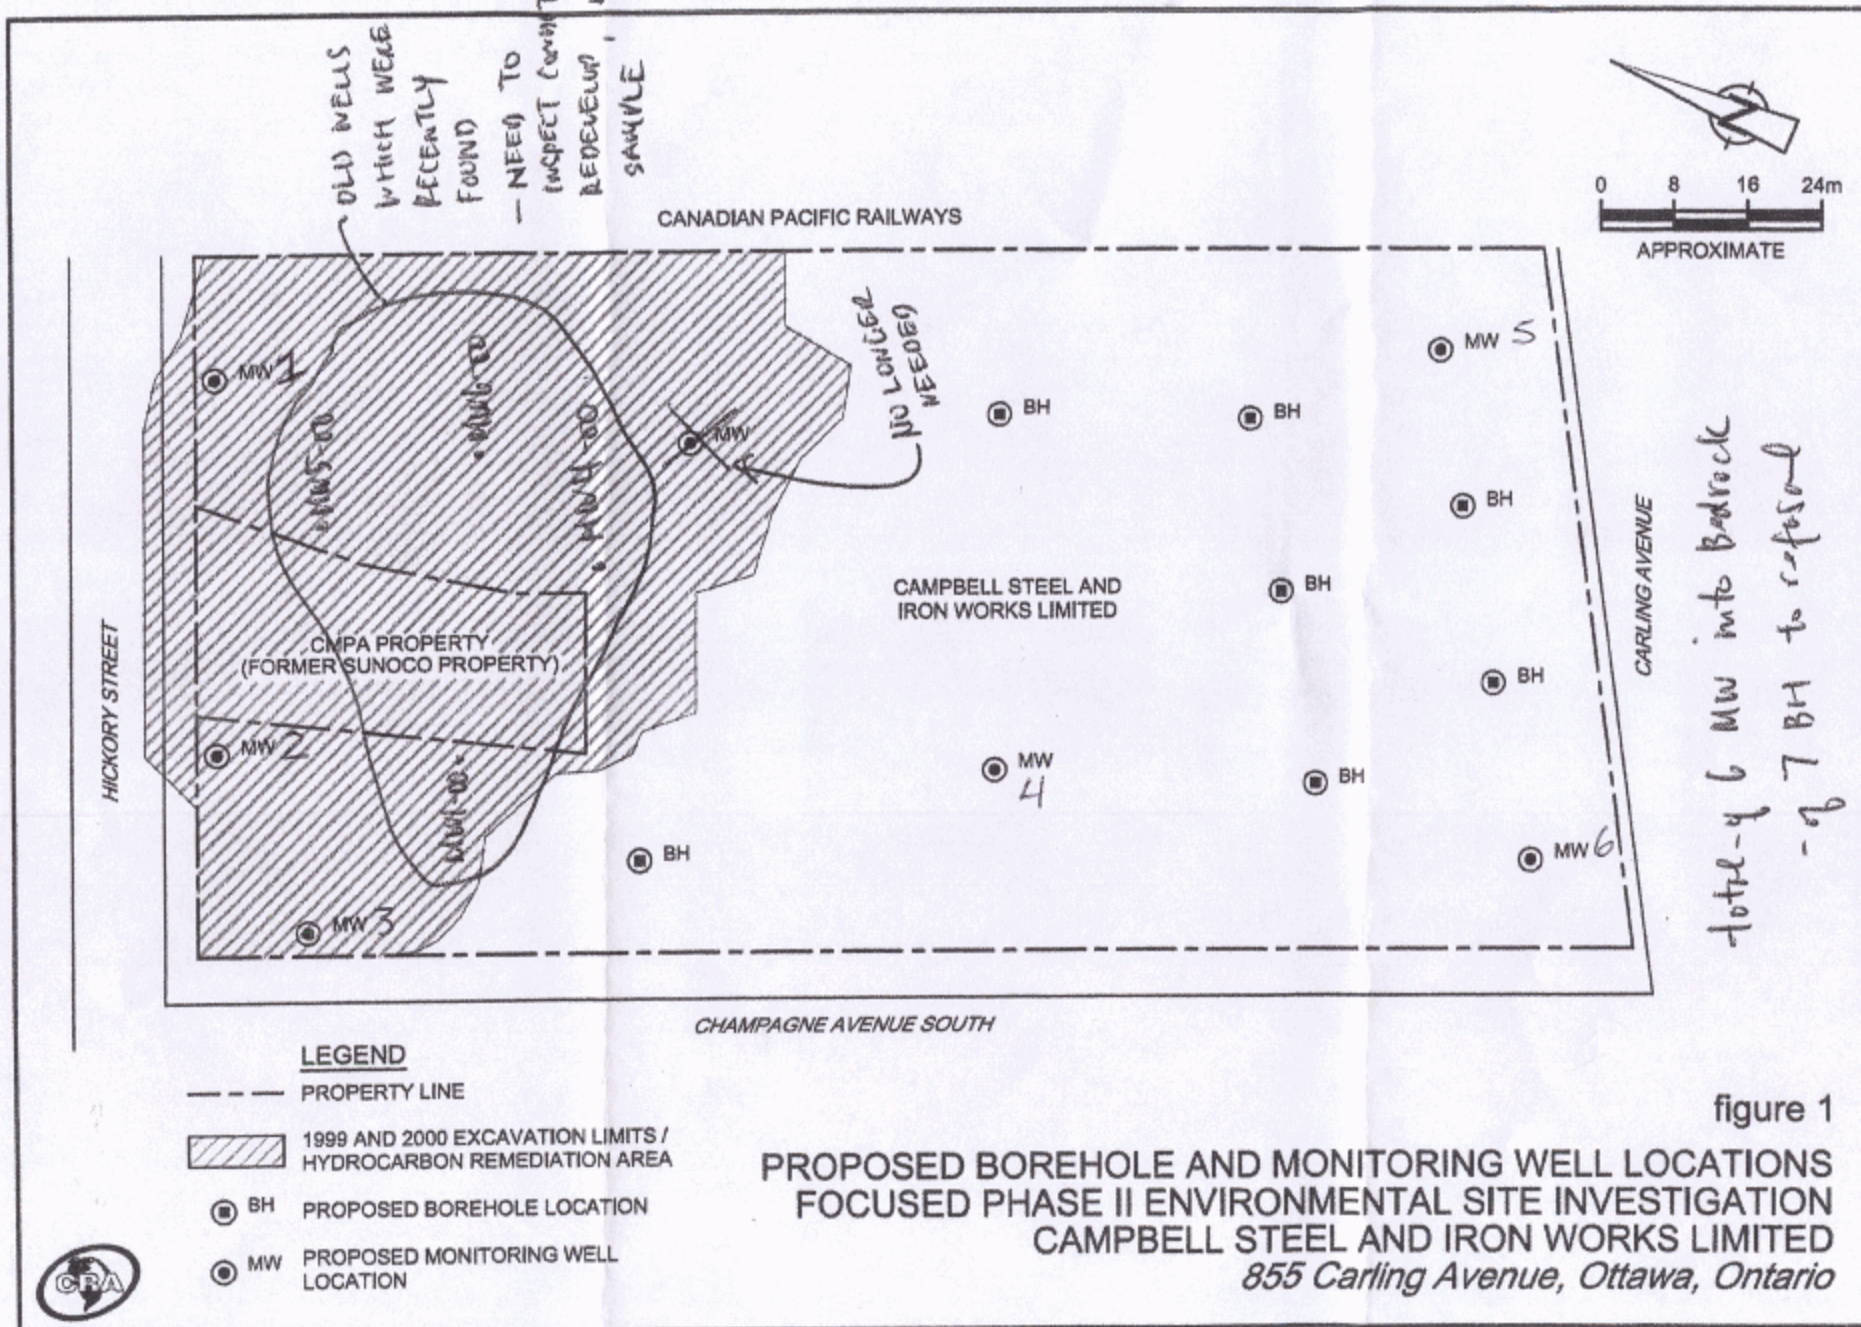 - OLD WELLS
WHICH WERE
RECENTLY
FOUND
- NEED TO
INSPECT
REDEVELOP,
SAMPLE
0 8 16 24m
APPROXIMATE
CANADIAN PACIFIC RAILWAYS
MW 1
MW 5
MW
NO LONGER
NEEDED
BH
BH
BH
BH
BH
BH
BH
MW5-00
MW4-00
MW1-00
CAMPBELL STEEL AND
IRON WORKS LIMITED
CMPA PROPERTY
(FORMER SUNOCO PROPERTY)
HICKORY STREET
CARLING AVENUE
MW 2
MW
4
MW 6
MW 3
total - of 6 MW into Bedrock
- of 7 BH to refusal
CHAMPAGNE AVENUE SOUTH
LEGEND
PROPERTY LINE
1999 AND 2000 EXCAVATION LIMITS /
HYDROCARBON REMEDIATION AREA
BH PROPOSED BOREHOLE LOCATION
MW PROPOSED MONITORING WELL
LOCATION
CRA
figure 1
PROPOSED BOREHOLE AND MONITORING WELL LOCATIONS
FOCUSED PHASE II ENVIRONMENTAL SITE INVESTIGATION
CAMPBELL STEEL AND IRON WORKS LIMITED
855 Carling Avenue, Ottawa, Ontario